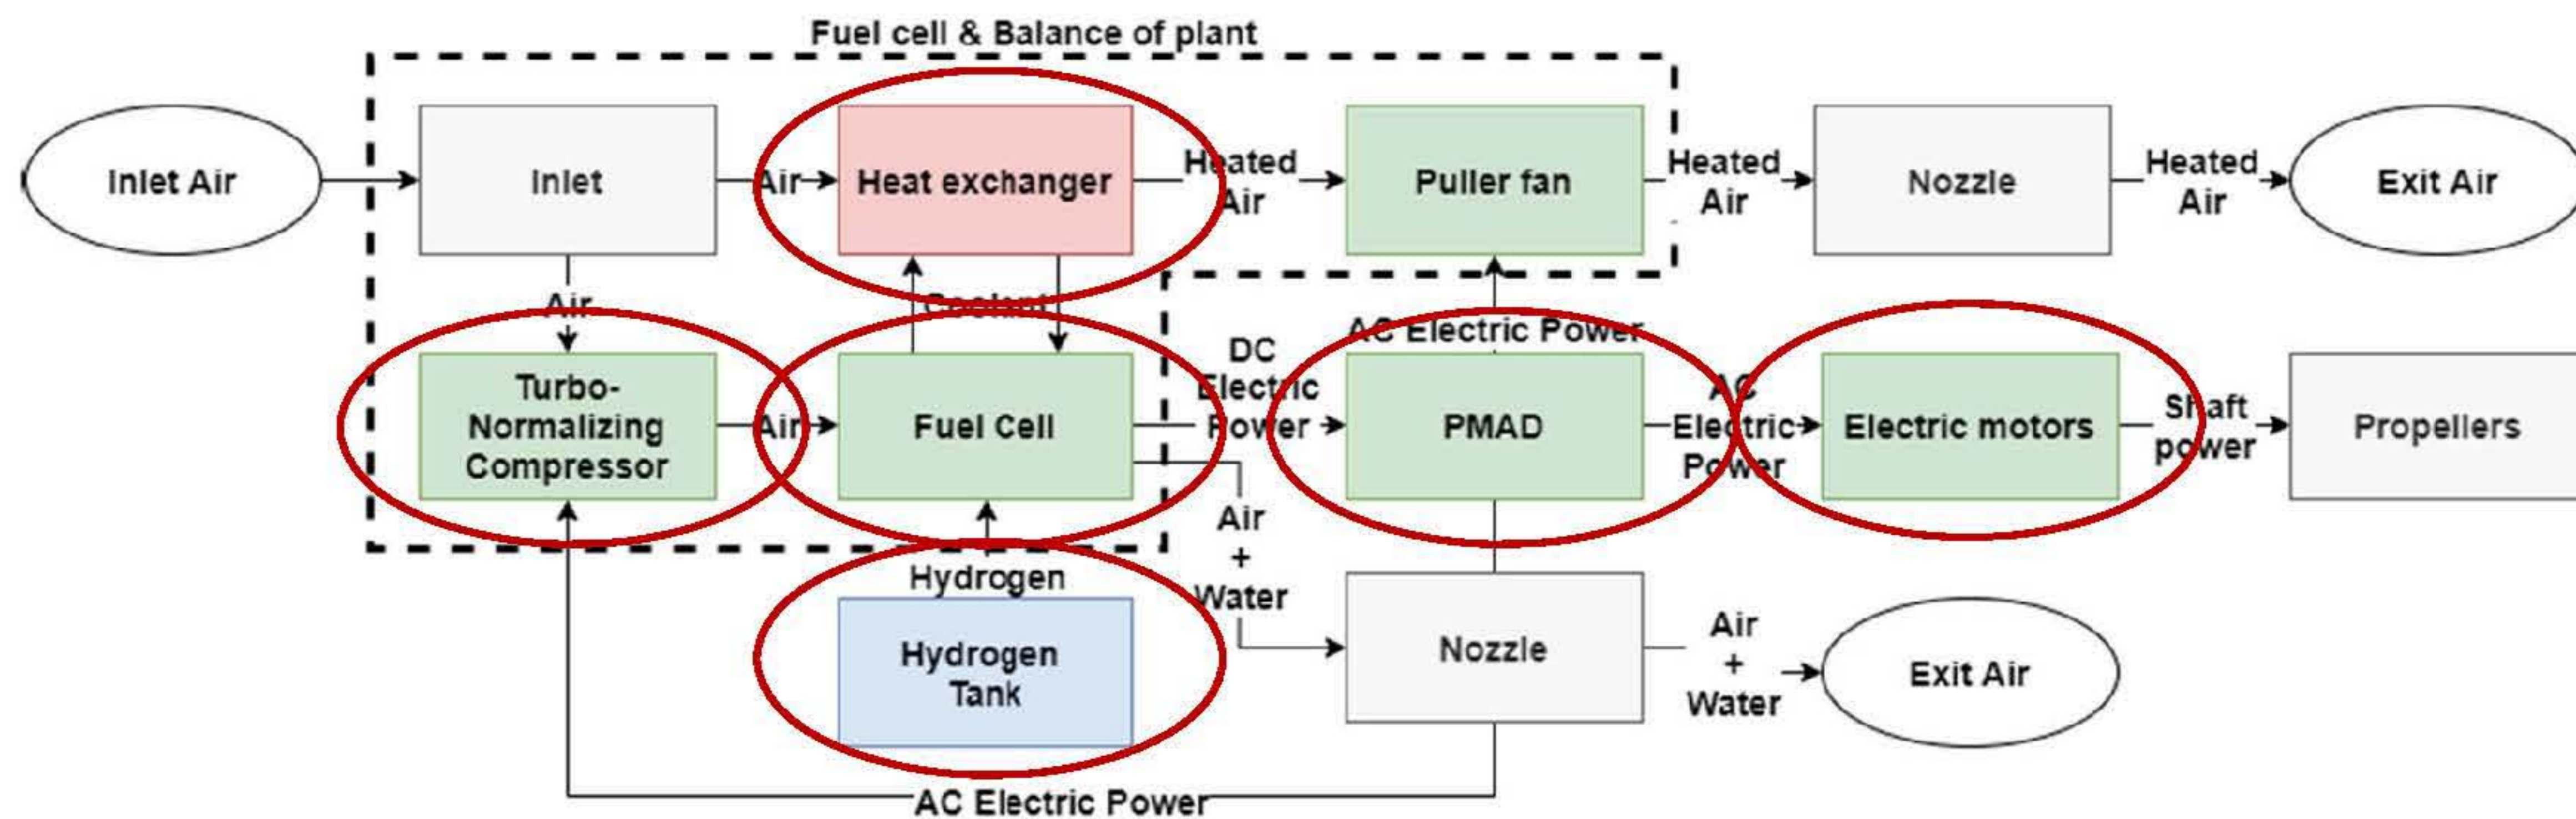 Fuel cell & Balance of plant
Inlet Air
Inlet
Air
Heat exchanger
Heated
Air
Puller fan
Heated
Air
Nozzle
Heated
Air
Exit Air
Air
Coolant
AC Electric Power
Turbo-
Normalizing
Compressor
Air
Fuel Cell
DC
Electric
Power
PMAD
AC
Electric
Power
Electric motors
Shaft
power
Propellers
Air
+
Water
Hydrogen
Hydrogen
Tank
Nozzle
Air
+
Water
Exit Air
AC Electric Power